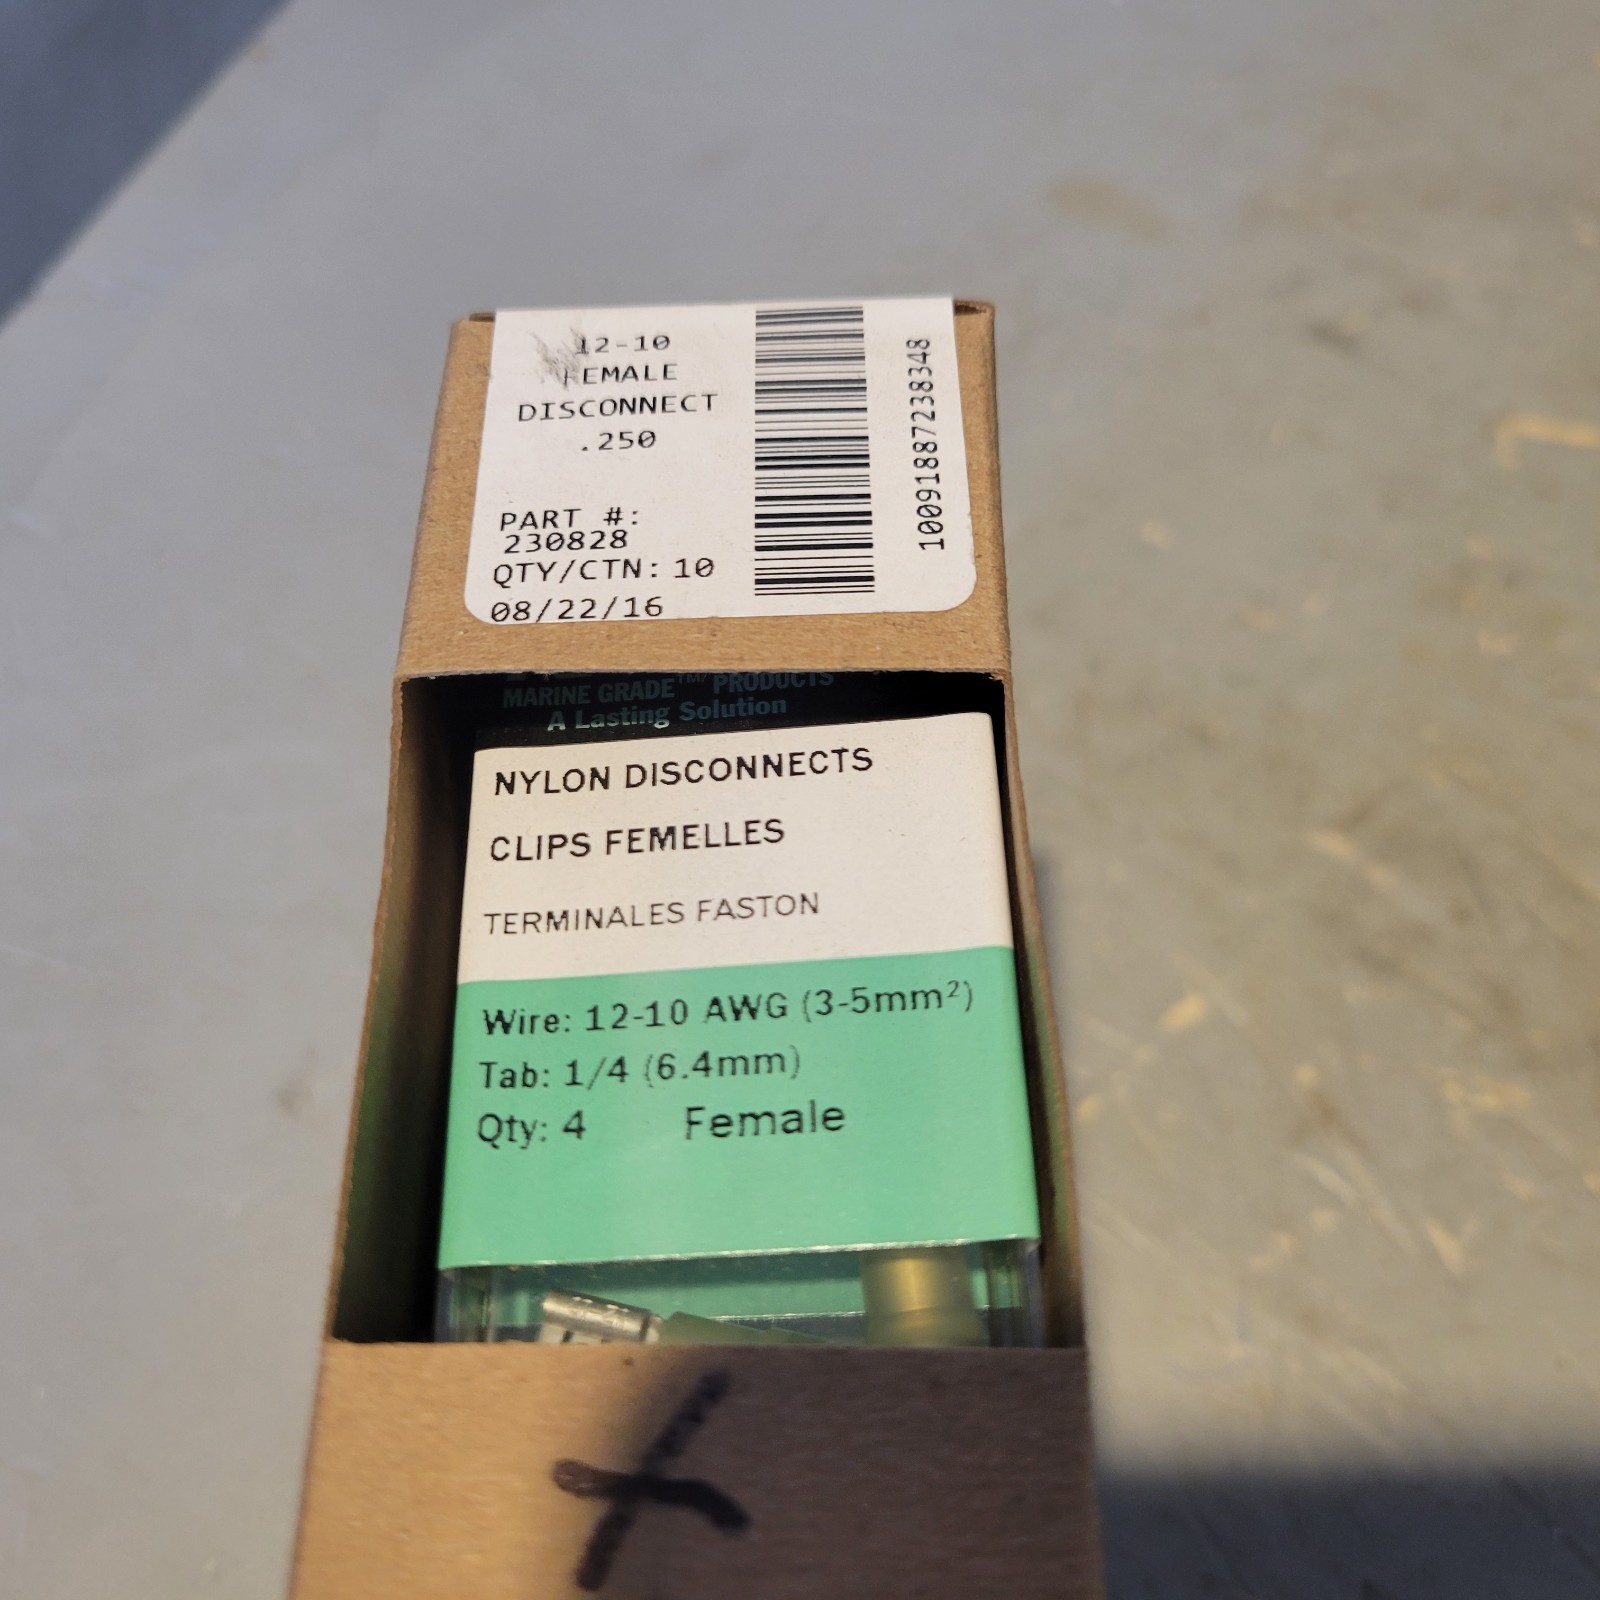 12-10
FEMALE
DISCONNECT
.250
PART #:
230828
QTY/CTN: 10
08/22/16
10091887238348
MARINE GRADE™ PRODUCTS
A Lasting Solution
NYLON DISCONNECTS
CLIPS FEMELLES
TERMINALES FASTON
Wire: 12-10 AWG (3-5mm²)
Tab: 1/4 (6.4mm)
Qty: 4 Female